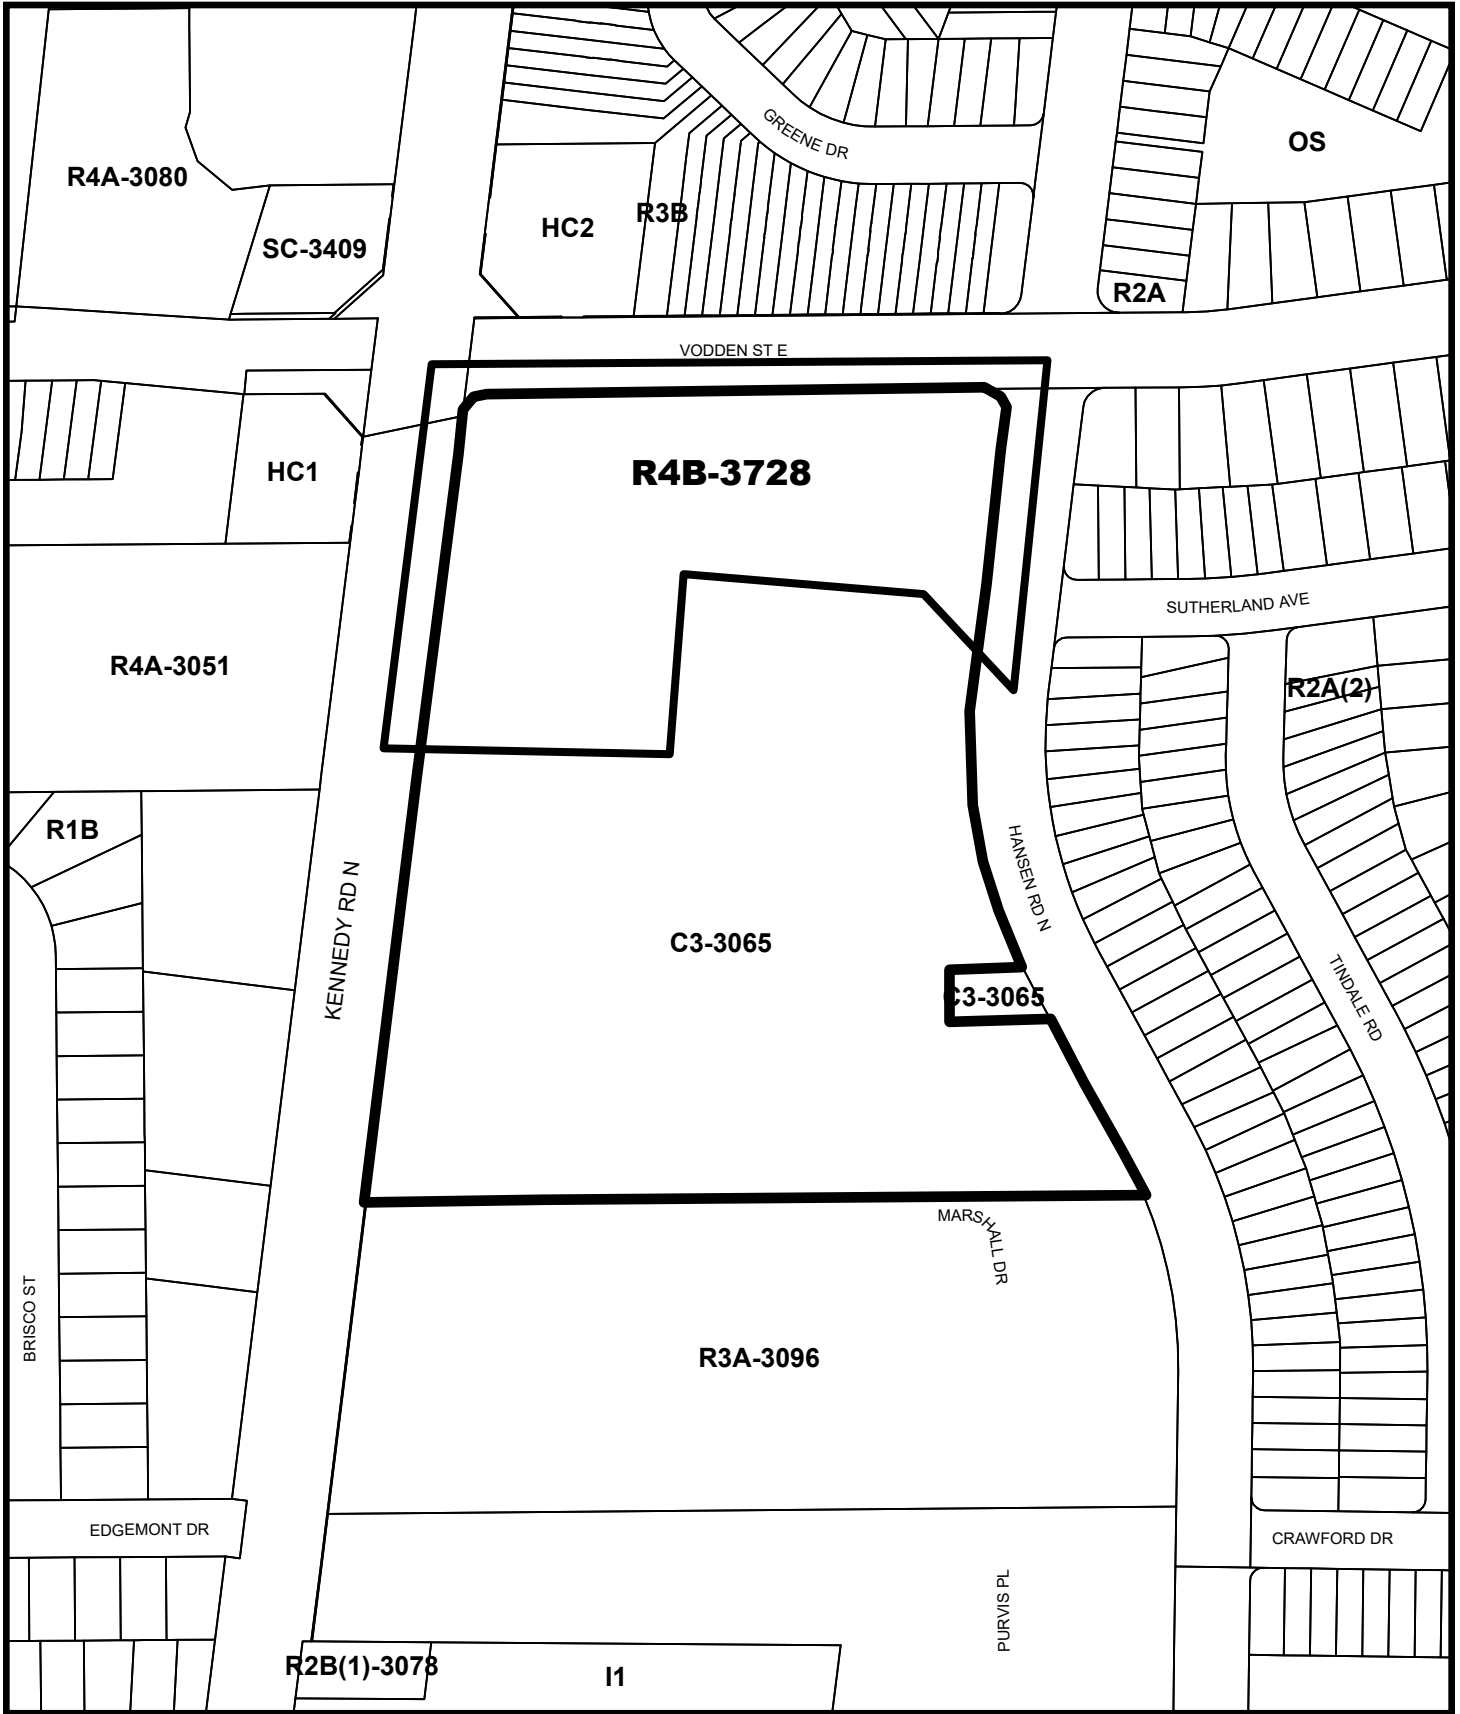 GREENE DR
OS
R4A-3080
R3B
HC2
SC-3409
R2A
VODDEN ST E
HC1
R4B-3728
SUTHERLAND AVE
R4A-3051
R2A(2)
R1B
HANSEN RD N
KENNEDY RD N
C3-3065
C3-3065
TINDALE RD
MARSHALL DR
BRISCO ST
R3A-3096
EDGEMONT DR
CRAWFORD DR
PURVIS PL
R2B(1)-3078
I1